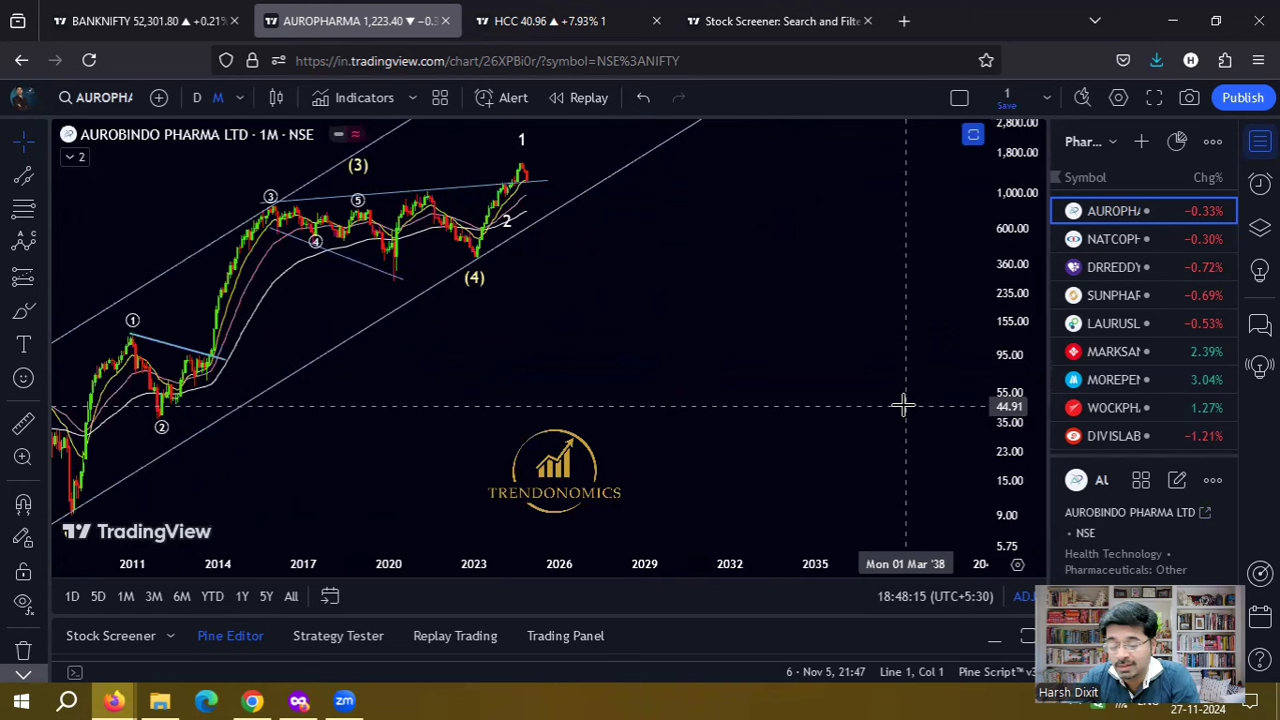 BANKNIFTY 52,301.80 ▲ +0.21%
AUROPHARMA 1,223.40 ▼ −0.3
HCC 40.96 ▲ +7.93% 1
Stock Screener: Search and Filte
https://in.tradingview.com/chart/26XPBi0r/?symbol=NSE%3ANIFTY
H
AUROPHA
D M
Indicators
Alert
Replay
1
Save
Publish
AUROBINDO PHARMA LTD · 1M · NSE
2
1
(3)
3
5
4
2
(4)
1
2
2,800.00
1,800.00
1,000.00
600.00
360.00
235.00
155.00
95.00
55.00
44.91
35.00
23.00
15.00
9.00
5.75
TRENDONOMICS
TradingView
2011 2014 2017 2020 2023 2026 2029 2032 2035 Mon 01 Mar '38 20
1D 5D 1M 3M 6M YTD 1Y 5Y All
18:48:15 (UTC+5:30)
ADJ
Stock Screener Pine Editor Strategy Tester Replay Trading Trading Panel
6 · Nov 5, 21:47 Line 1, Col 1 Pine Script™ v
Phar...
Symbol Chg%
AUROPHA −0.33%
NATCOPH −0.30%
DRREDDY −0.72%
SUNPHAR −0.69%
LAURUSL −0.53%
MARKSAN 2.39%
MOREPEN 3.04%
WOCKPH 1.27%
DIVISLAB −1.21%
AUROBINDO PHARMA LTD
• NSE
Health Technology •
Pharmaceuticals: Other
Harsh Dixit
27-11-2024